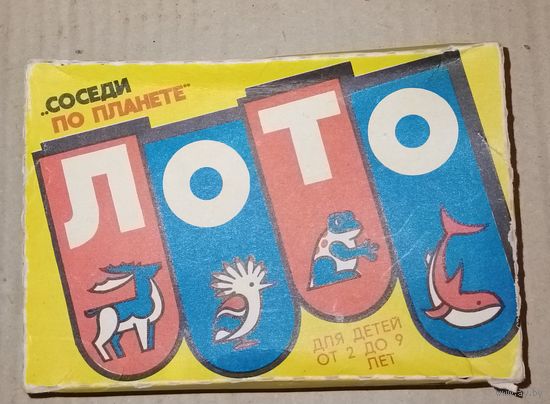 „СОСЕДИ
ПО ПЛАНЕТЕ"
ЛОТО
ДЛЯ ДЕТЕЙ
ОТ 2 ДО 9
ЛЕТ